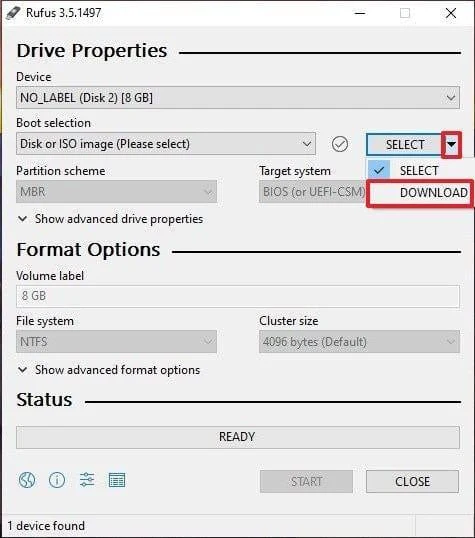 Rufus 3.5.1497
Drive Properties
Device
NO_LABEL (Disk 2) [8 GB]
Boot selection
Disk or ISO image (Please select)
SELECT
SELECT
DOWNLOAD
Partition scheme
Target system
MBR
BIOS (or UEFI-CSM)
Show advanced drive properties
Format Options
Volume label
8 GB
File system
Cluster size
NTFS
4096 bytes (Default)
Show advanced format options
Status
READY
START
CLOSE
1 device found